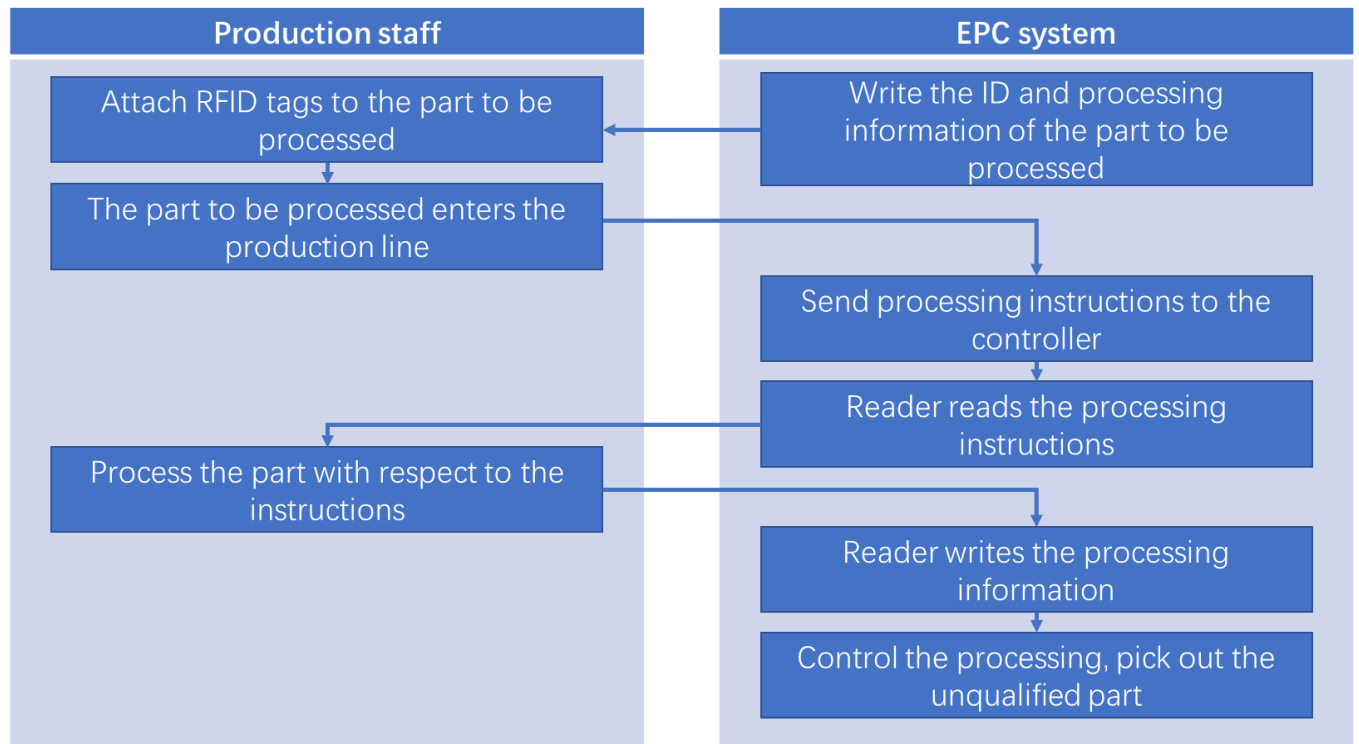 Production staff
EPC system
Attach RFID tags to the part to be
processed
Write the ID and processing
information of the part to be
processed
The part to be processed enters the
production line
Send processing instructions to the
controller
Reader reads the processing
instructions
Process the part with respect to the
instructions
Reader writes the processing
information
Control the processing, pick out the
unqualified part